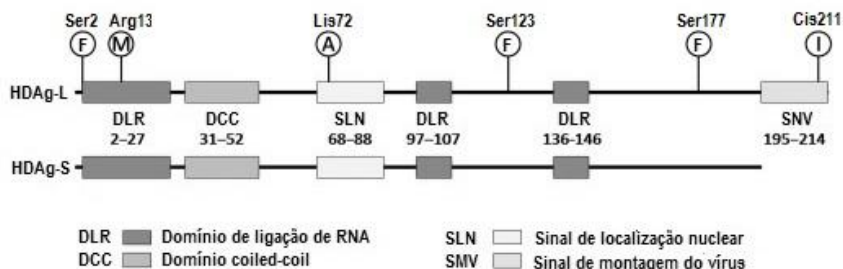 Ser2 Arg13 Lis72 Ser123 Ser177 Cis211
F M A F F I
HDAg-L
DLR DCC SLN DLR DLR SNV
2–27 31–52 68–88 97–107 136-146 195–214
HDAg-S
DLR Domínio de ligação de RNA SLN Sinal de localização nuclear
DCC Domínio coiled-coil SMV Sinal de montagem do vírus